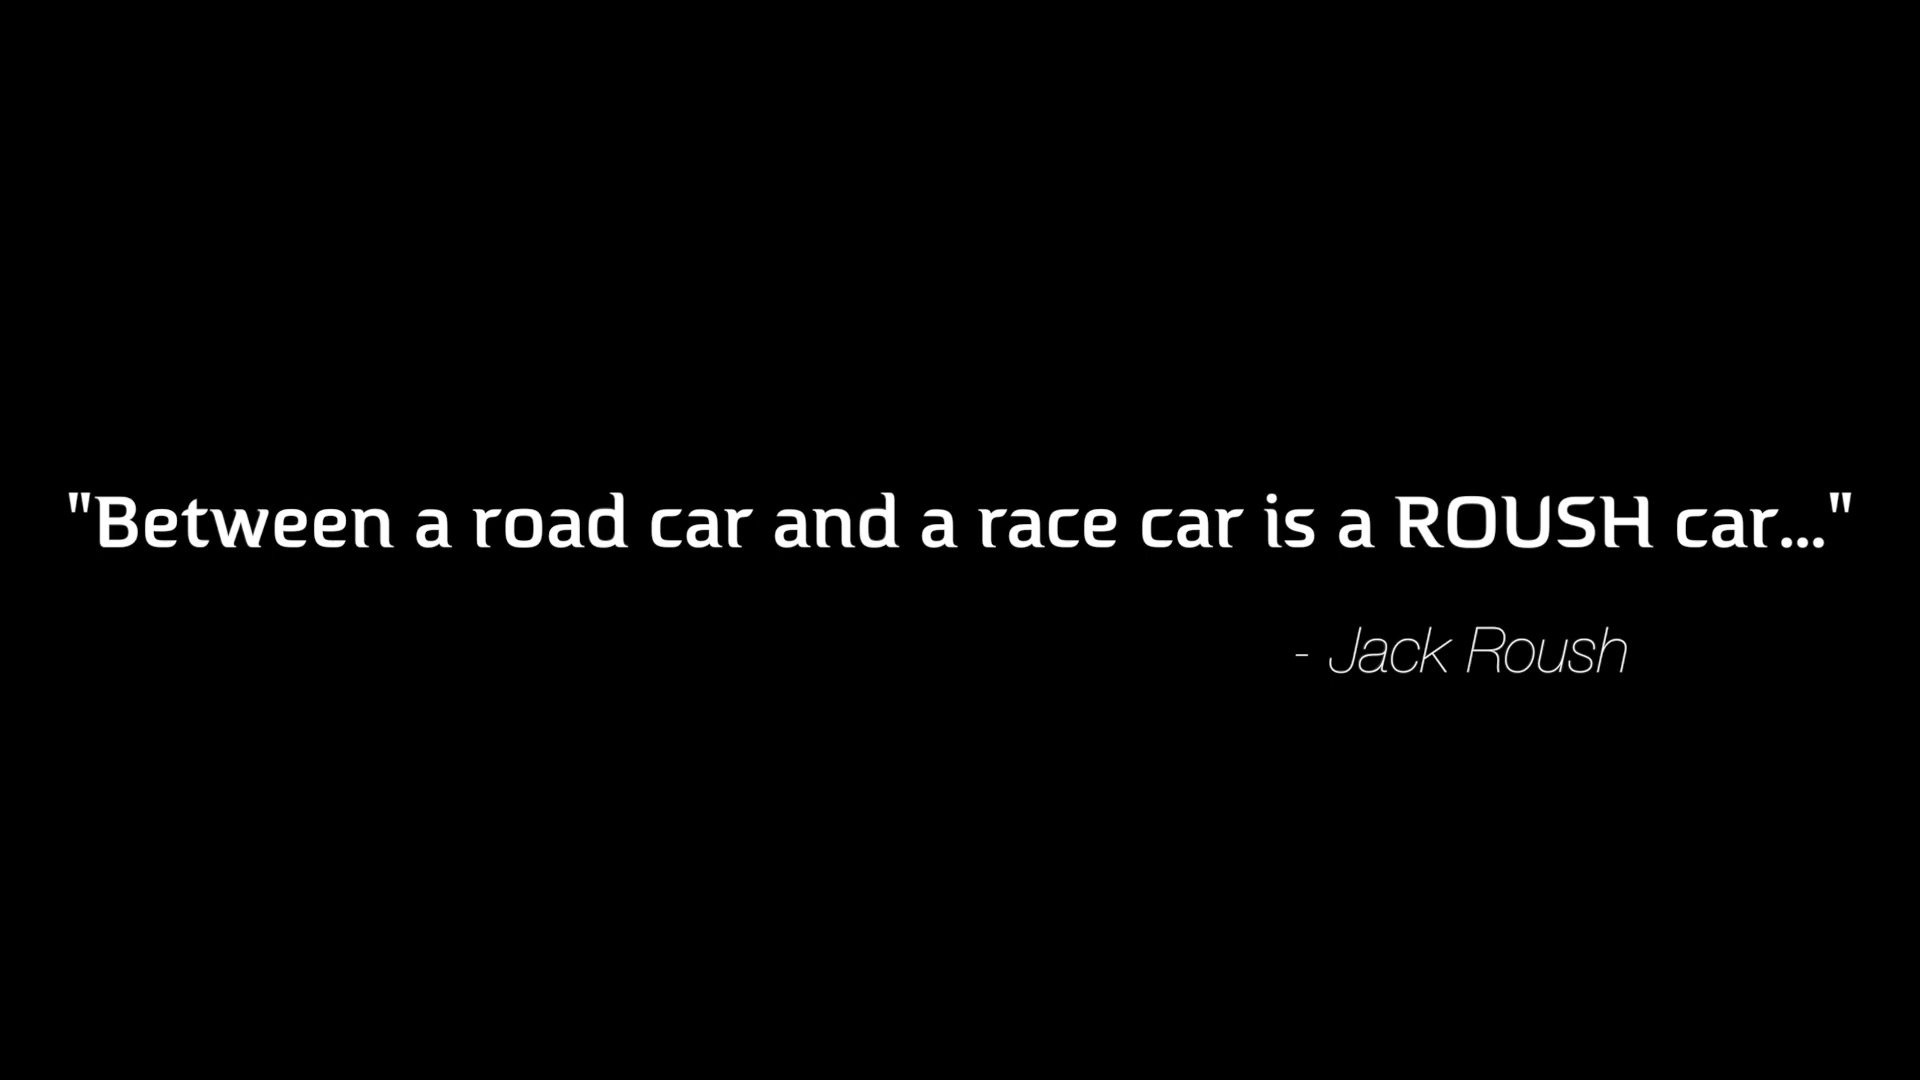 "Between a road car and a race car is a ROUSH car..."
- Jack Roush